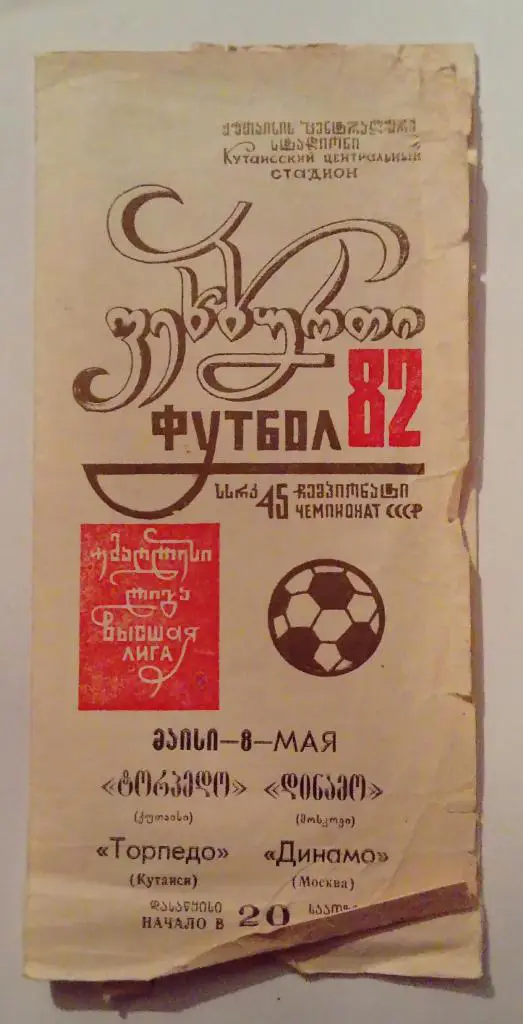 ქუთაისის ცენტრალური
სტადიონი
Кутаисский центральный
стадион
ფეხბურთი
ФУТБОЛ 82
სსრკ 45 ჩემპიონატი
ЧЕМПИОНАТ СССР
უმაღლესი
ლიგა
ВЫСШАЯ
ЛИГА
მაისი–8–МАЯ
«ტორპედო» «დინამო»
(ქუთაისი) (მოსკოვი)
«Торпедо» «Динамо»
(Кутаиси) (Москва)
დასაწყისი
НАЧАЛО В 20